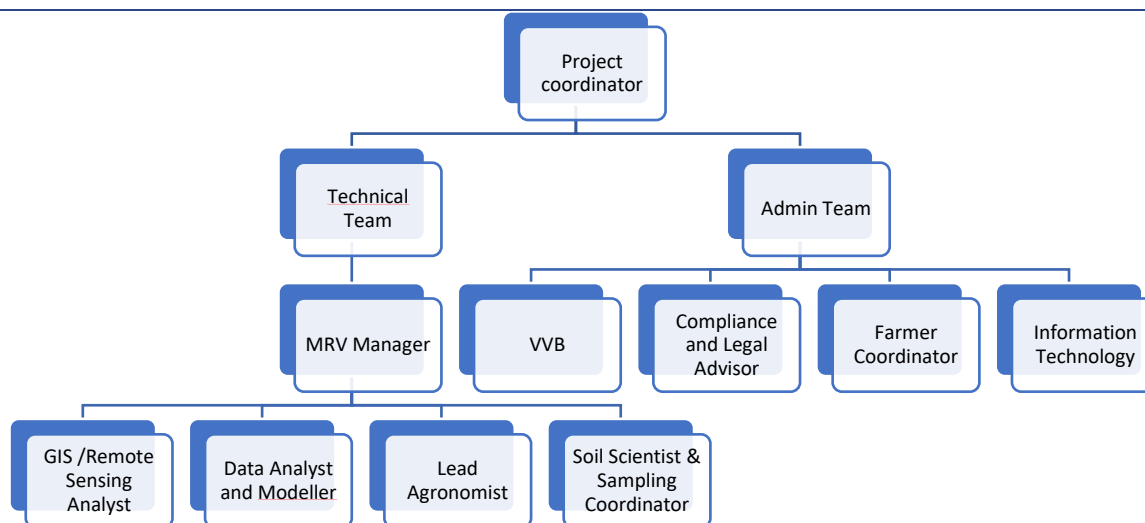 Project
coordinator
Technical
Team
Admin Team
MRV Manager
VVB
Compliance
and Legal
Advisor
Farmer
Coordinator
Information
Technology
GIS /Remote
Sensing
Analyst
Data Analyst
and Modeller
Lead
Agronomist
Soil Scientist &
Sampling
Coordinator